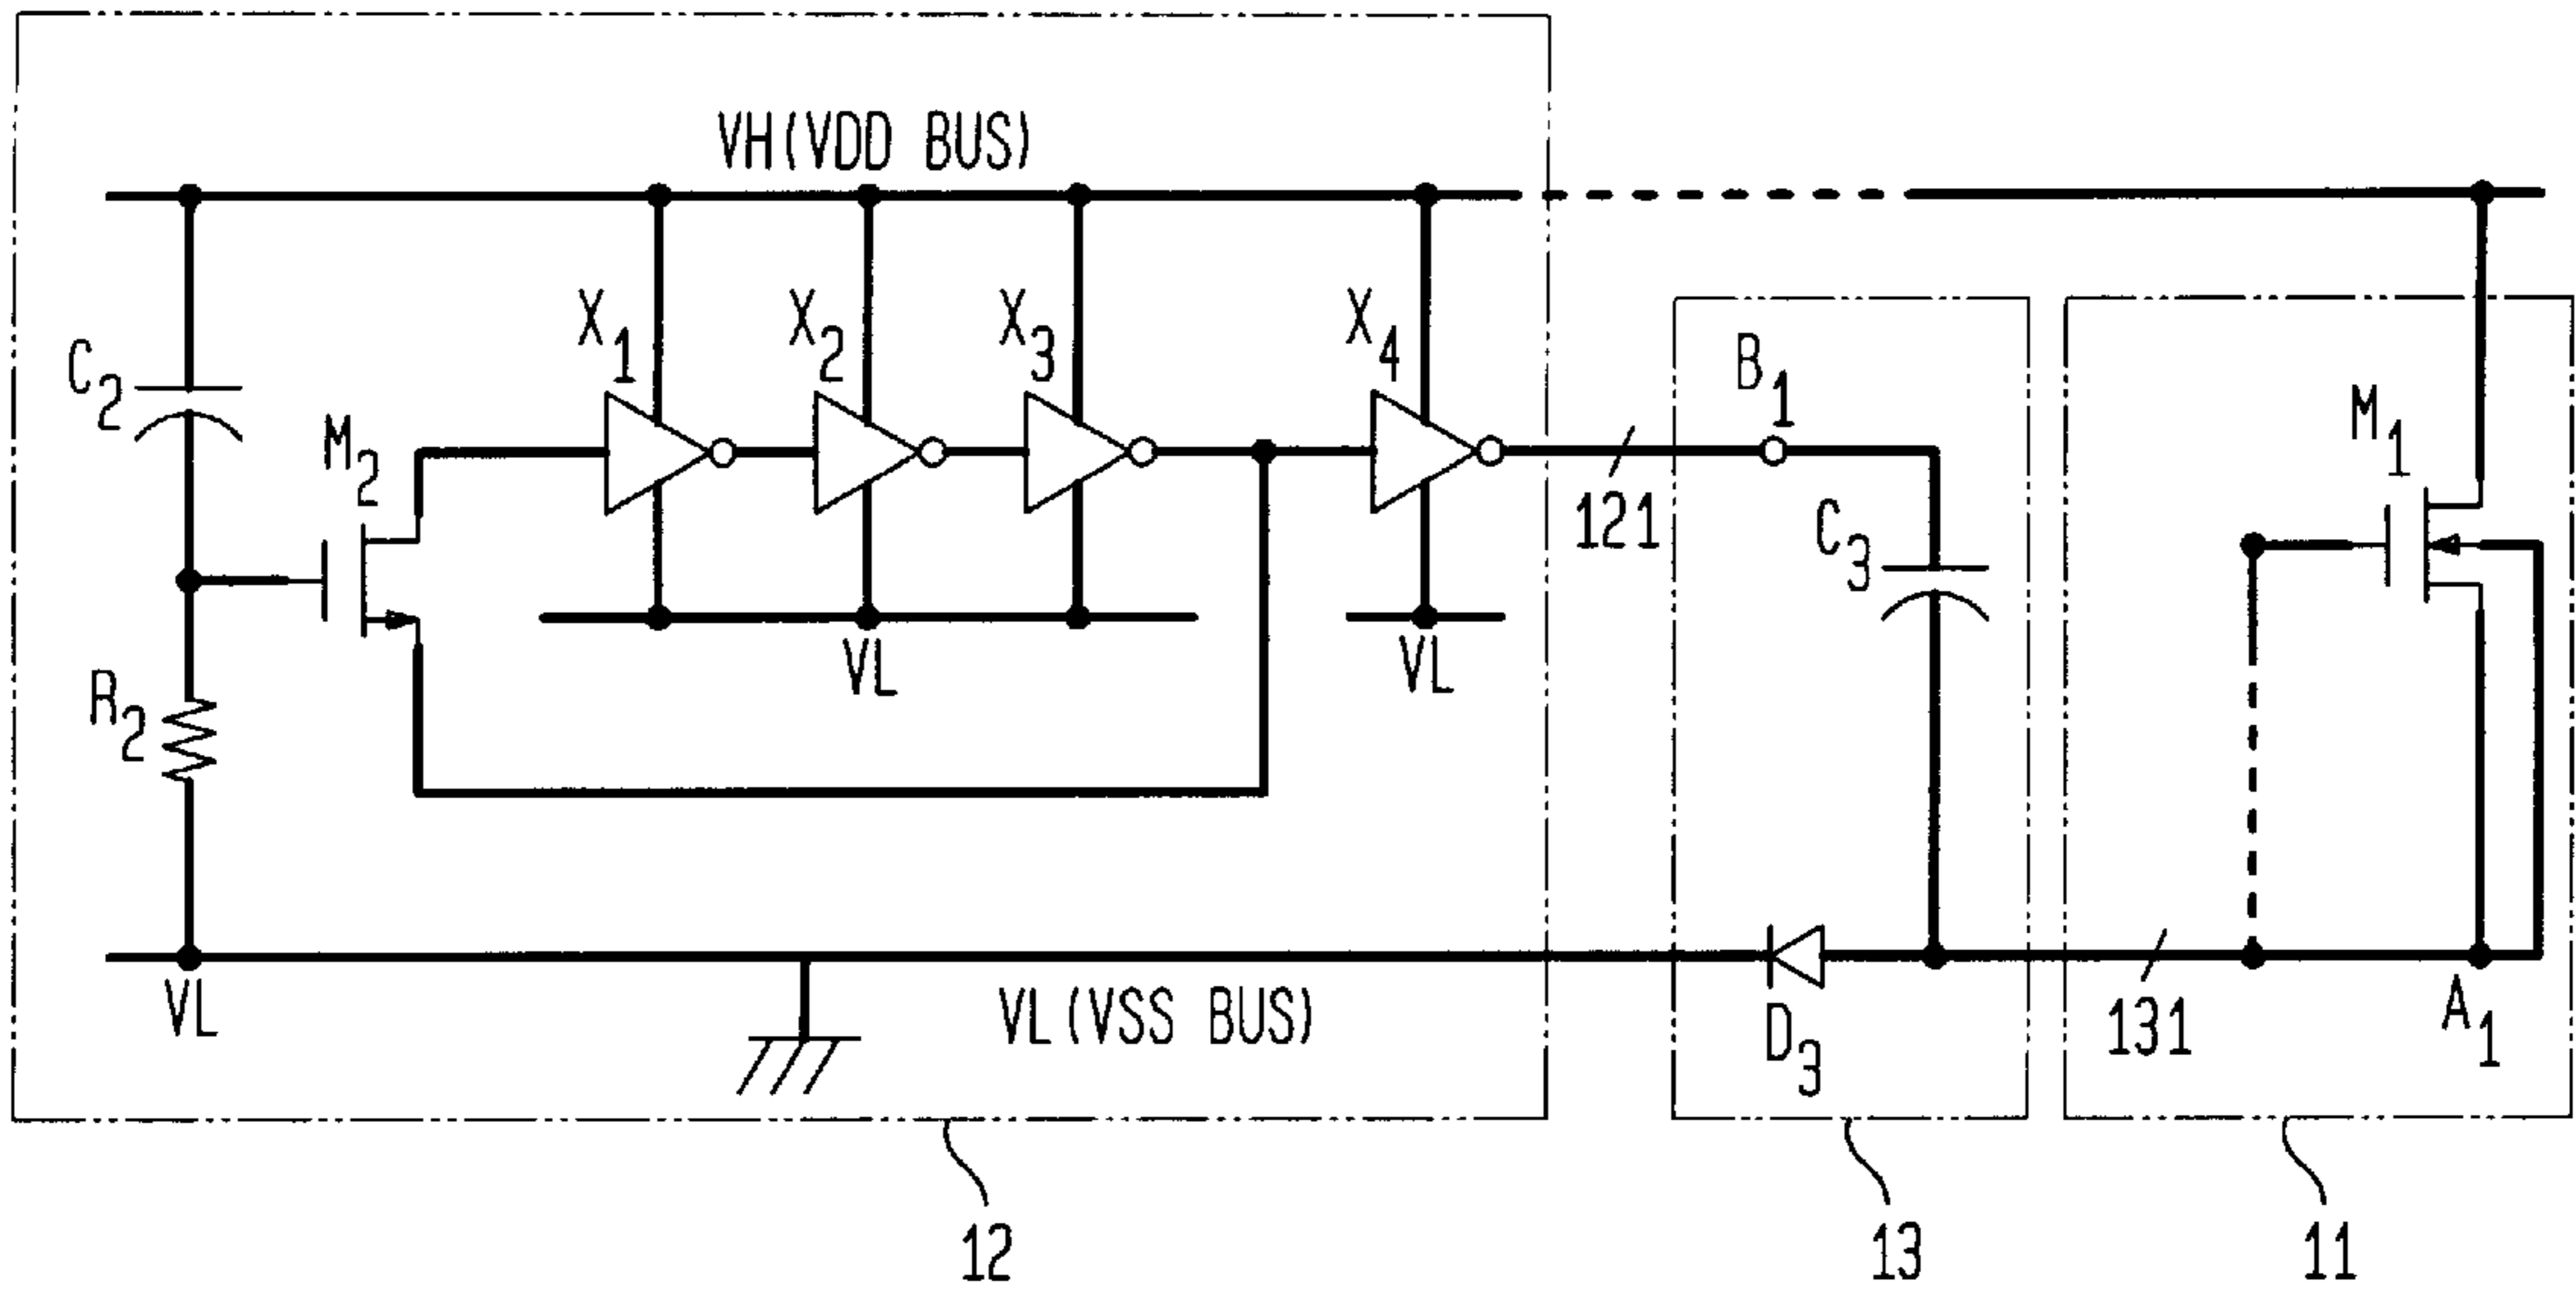 VH(VDD BUS)
X1
X2
X3
X4
B1
C2
M2
M1
121
C3
VL
VL
R2
VL
VL(VSS BUS)
D3
131
A1
12
13
11